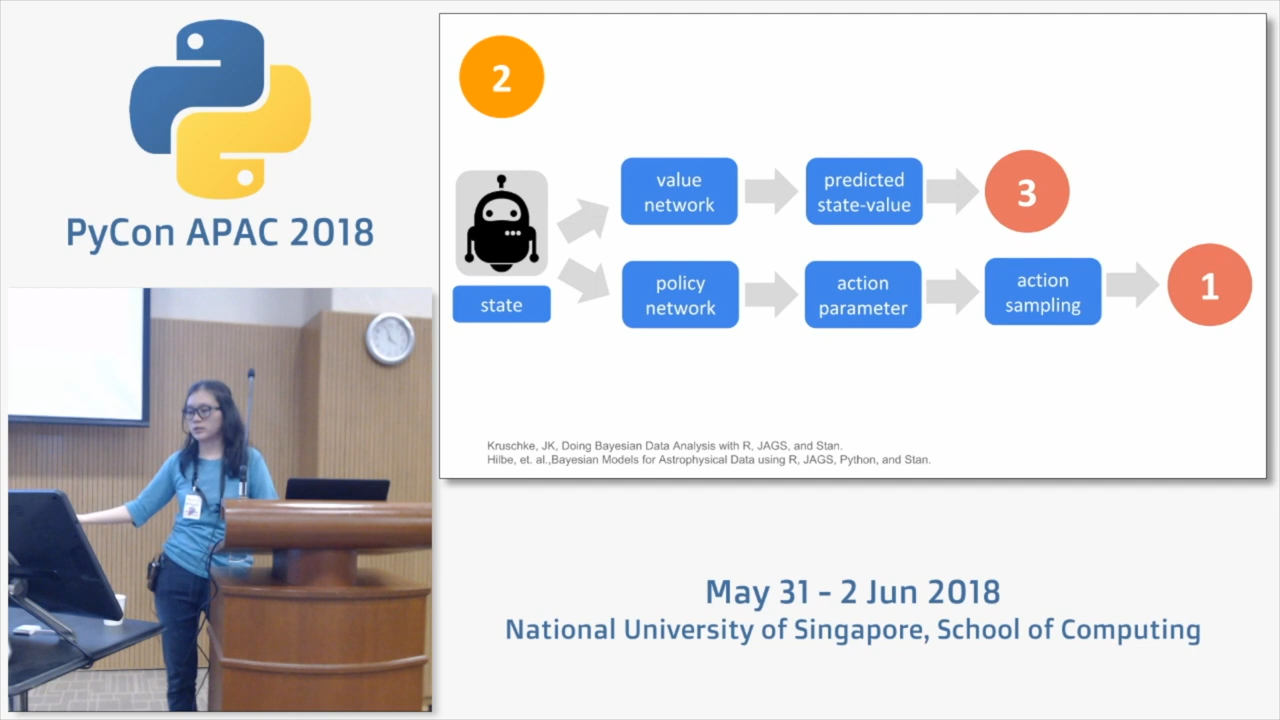 PyCon APAC 2018
2
value
network
predicted
state-value
3
state
policy
network
action
parameter
action
sampling
1
Kruschke, JK, Doing Bayesian Data Analysis with R, JAGS, and Stan.
Hilbe, et. al.,Bayesian Models for Astrophysical Data using R, JAGS, Python, and Stan.
May 31 - 2 Jun 2018
National University of Singapore, School of Computing